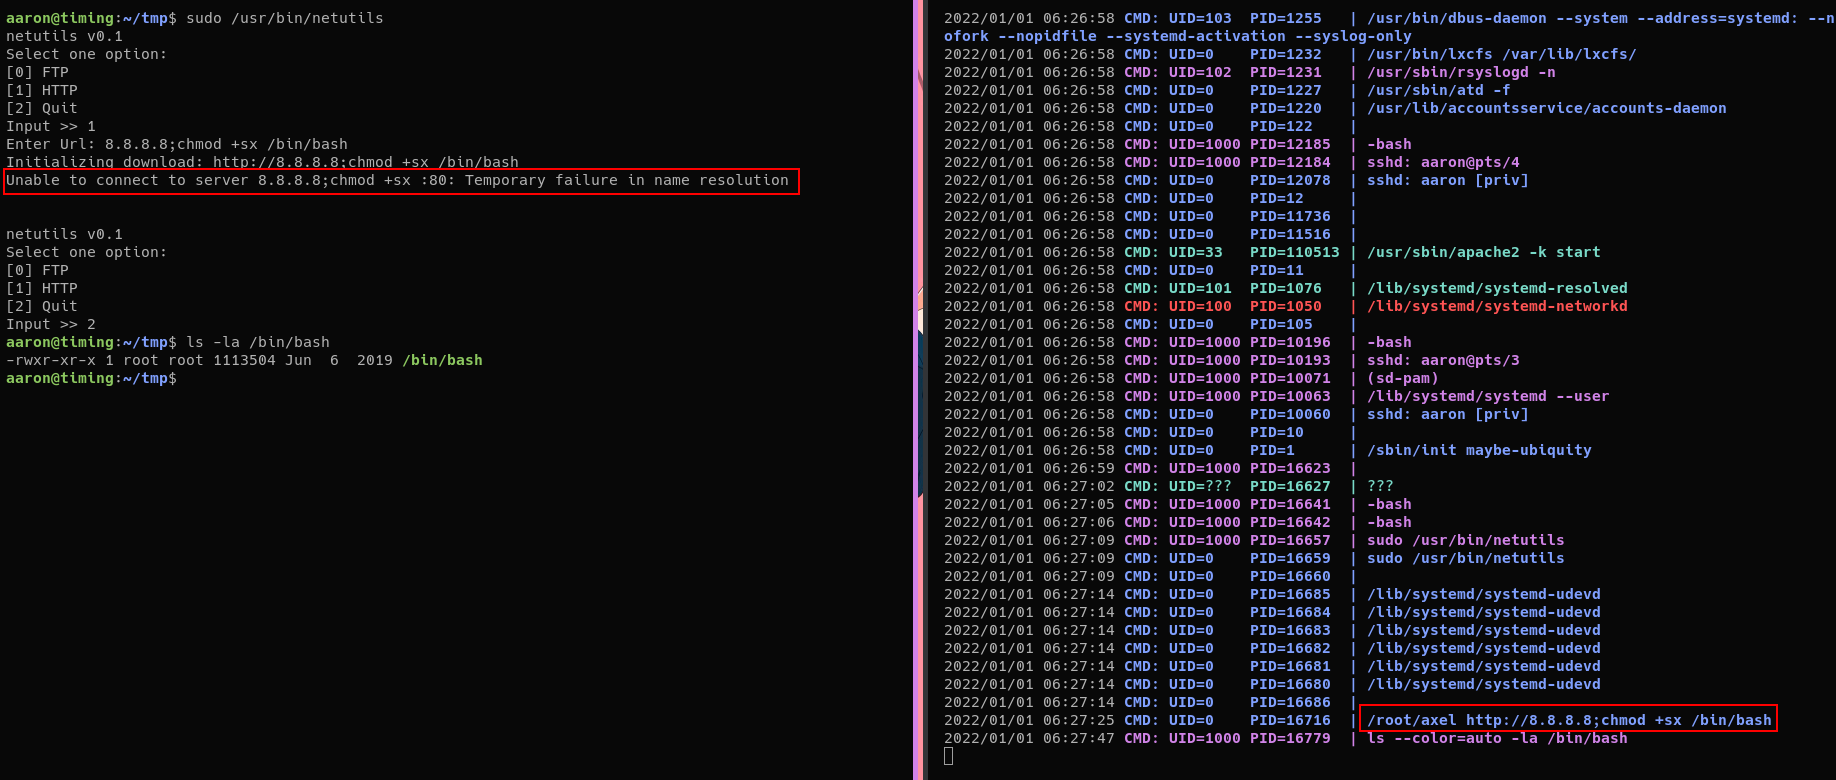 aaron@timing:~/tmp$ sudo /usr/bin/netutils
netutils v0.1
Select one option:
[0] FTP
[1] HTTP
[2] Quit
Input >> 1
Enter Url: 8.8.8.8;chmod +sx /bin/bash
Initializing download: http://8.8.8.8;chmod +sx /bin/bash
Unable to connect to server 8.8.8.8;chmod +sx :80: Temporary failure in name resolution
netutils v0.1
Select one option:
[0] FTP
[1] HTTP
[2] Quit
Input >> 2
aaron@timing:~/tmp$ ls -la /bin/bash
-rwxr-xr-x 1 root root 1113504 Jun  6  2019 /bin/bash
aaron@timing:~/tmp$
2022/01/01 06:26:58 CMD: UID=103  PID=1255   | /usr/bin/dbus-daemon --system --address=systemd: --n
ofork --nopidfile --systemd-activation --syslog-only
2022/01/01 06:26:58 CMD: UID=0    PID=1232   | /usr/bin/lxcfs /var/lib/lxcfs/
2022/01/01 06:26:58 CMD: UID=102  PID=1231   | /usr/sbin/rsyslogd -n
2022/01/01 06:26:58 CMD: UID=0    PID=1227   | /usr/sbin/atd -f
2022/01/01 06:26:58 CMD: UID=0    PID=1220   | /usr/lib/accountsservice/accounts-daemon
2022/01/01 06:26:58 CMD: UID=0    PID=122    |
2022/01/01 06:26:58 CMD: UID=1000 PID=12185  | -bash
2022/01/01 06:26:58 CMD: UID=1000 PID=12184  | sshd: aaron@pts/4
2022/01/01 06:26:58 CMD: UID=0    PID=12078  | sshd: aaron [priv]
2022/01/01 06:26:58 CMD: UID=0    PID=12     |
2022/01/01 06:26:58 CMD: UID=0    PID=11736  |
2022/01/01 06:26:58 CMD: UID=0    PID=11516  |
2022/01/01 06:26:58 CMD: UID=33   PID=110513 | /usr/sbin/apache2 -k start
2022/01/01 06:26:58 CMD: UID=0    PID=11     |
2022/01/01 06:26:58 CMD: UID=101  PID=1076   | /lib/systemd/systemd-resolved
2022/01/01 06:26:58 CMD: UID=100  PID=1050   | /lib/systemd/systemd-networkd
2022/01/01 06:26:58 CMD: UID=0    PID=105    |
2022/01/01 06:26:58 CMD: UID=1000 PID=10196  | -bash
2022/01/01 06:26:58 CMD: UID=1000 PID=10193  | sshd: aaron@pts/3
2022/01/01 06:26:58 CMD: UID=1000 PID=10071  | (sd-pam)
2022/01/01 06:26:58 CMD: UID=1000 PID=10063  | /lib/systemd/systemd --user
2022/01/01 06:26:58 CMD: UID=0    PID=10060  | sshd: aaron [priv]
2022/01/01 06:26:58 CMD: UID=0    PID=10     |
2022/01/01 06:26:58 CMD: UID=0    PID=1      | /sbin/init maybe-ubiquity
2022/01/01 06:26:59 CMD: UID=1000 PID=16623  |
2022/01/01 06:27:02 CMD: UID=???  PID=16627  | ???
2022/01/01 06:27:05 CMD: UID=1000 PID=16641  | -bash
2022/01/01 06:27:06 CMD: UID=1000 PID=16642  | -bash
2022/01/01 06:27:09 CMD: UID=1000 PID=16657  | sudo /usr/bin/netutils
2022/01/01 06:27:09 CMD: UID=0    PID=16659  | sudo /usr/bin/netutils
2022/01/01 06:27:09 CMD: UID=0    PID=16660  |
2022/01/01 06:27:14 CMD: UID=0    PID=16685  | /lib/systemd/systemd-udevd
2022/01/01 06:27:14 CMD: UID=0    PID=16684  | /lib/systemd/systemd-udevd
2022/01/01 06:27:14 CMD: UID=0    PID=16683  | /lib/systemd/systemd-udevd
2022/01/01 06:27:14 CMD: UID=0    PID=16682  | /lib/systemd/systemd-udevd
2022/01/01 06:27:14 CMD: UID=0    PID=16681  | /lib/systemd/systemd-udevd
2022/01/01 06:27:14 CMD: UID=0    PID=16680  | /lib/systemd/systemd-udevd
2022/01/01 06:27:14 CMD: UID=0    PID=16686  |
2022/01/01 06:27:25 CMD: UID=0    PID=16716  | /root/axel http://8.8.8.8;chmod +sx /bin/bash
2022/01/01 06:27:47 CMD: UID=1000 PID=16779  | ls --color=auto -la /bin/bash